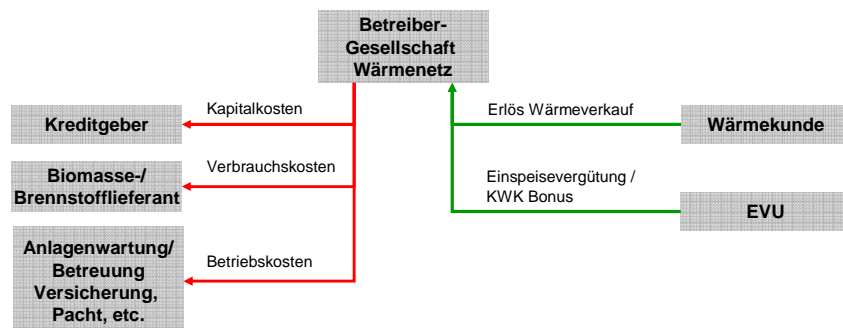 Betreiber-
Gesellschaft
Wärmenetz
Kapitalkosten
Erlös Wärmeverkauf
Kreditgeber
Wärmekunde
Verbrauchskosten
Biomasse-/
Brennstofflieferant
Einspeisevergütung /
KWK Bonus
EVU
Anlagenwartung/
Betreuung
Versicherung,
Pacht, etc.
Betriebskosten